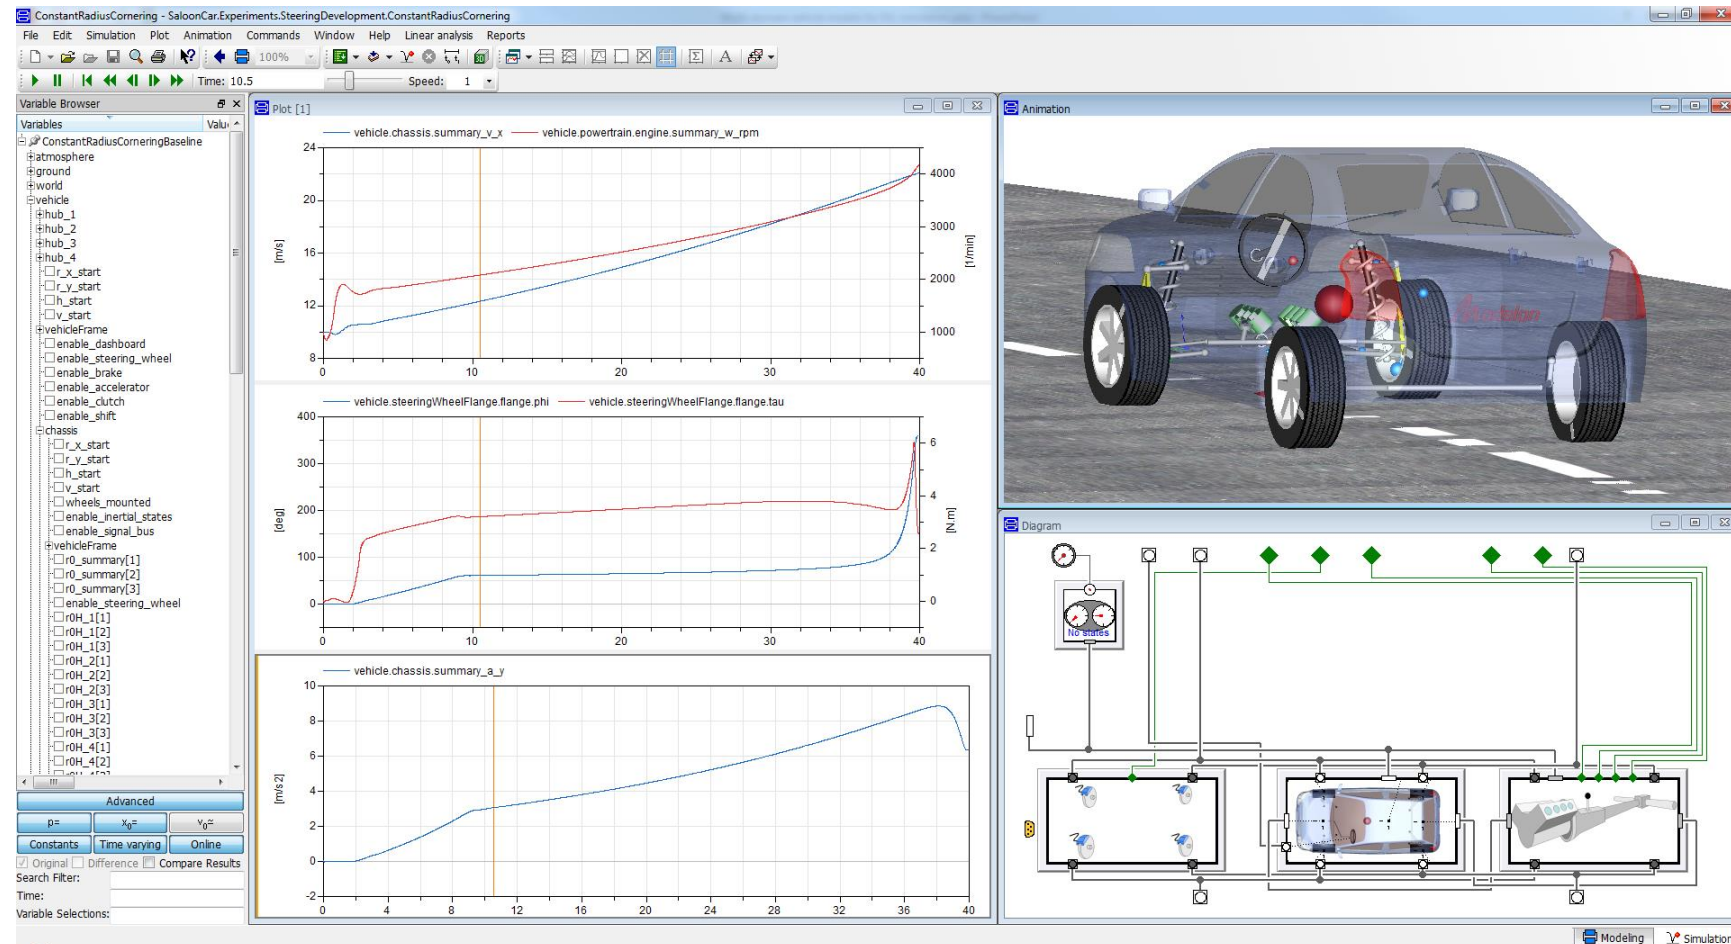 ConstantRadiusCornering - SaloonCar.Experiments.SteeringDevelopment.ConstantRadiusCornering
File Edit Simulation Plot Animation Commands Window Help Linear analysis Reports
100%
A
Time: 10.5 Speed: 1
Variable Browser
Variables Valu
ConstantRadiusCorneringBaseline
atmosphere
ground
world
vehicle
hub_1
hub_2
hub_3
hub_4
r_x_start
r_y_start
h_start
v_start
vehicleFrame
enable_dashboard
enable_steering_wheel
enable_brake
enable_accelerator
enable_clutch
enable_shift
chassis
r_x_start
r_y_start
h_start
v_start
wheels_mounted
enable_inertial_states
enable_signal_bus
vehicleFrame
r0_summary[1]
r0_summary[2]
r0_summary[3]
enable_steering_wheel
r0H_1[1]
r0H_1[2]
r0H_1[3]
r0H_2[1]
r0H_2[2]
r0H_2[3]
r0H_3[1]
r0H_3[2]
r0H_3[3]
r0H_4[1]
r0H_4[2]
r0H_4[3]
Advanced
p= x0= v0≈
Constants Time varying Online
Original Difference Compare Results
Search Filter:
Time:
Variable Selections:
Plot [1]
vehicle.chassis.summary_v_x vehicle.powertrain.engine.summary_w_rpm
24
20
16
12
8
[m/s]
4000
3000
2000
1000
[1/min]
0 10 20 30 40
vehicle.steeringWheelFlange.flange.phi vehicle.steeringWheelFlange.flange.tau
400
300
200
100
0
[deg]
6
4
2
0
[N.m]
0 10 20 30 40
vehicle.chassis.summary_a_y
10
8
6
4
2
0
-2
[m/s2]
0 4 8 12 16 20 24 28 32 36 40
Animation
Modelon
Diagram
No states
Modeling Simulation